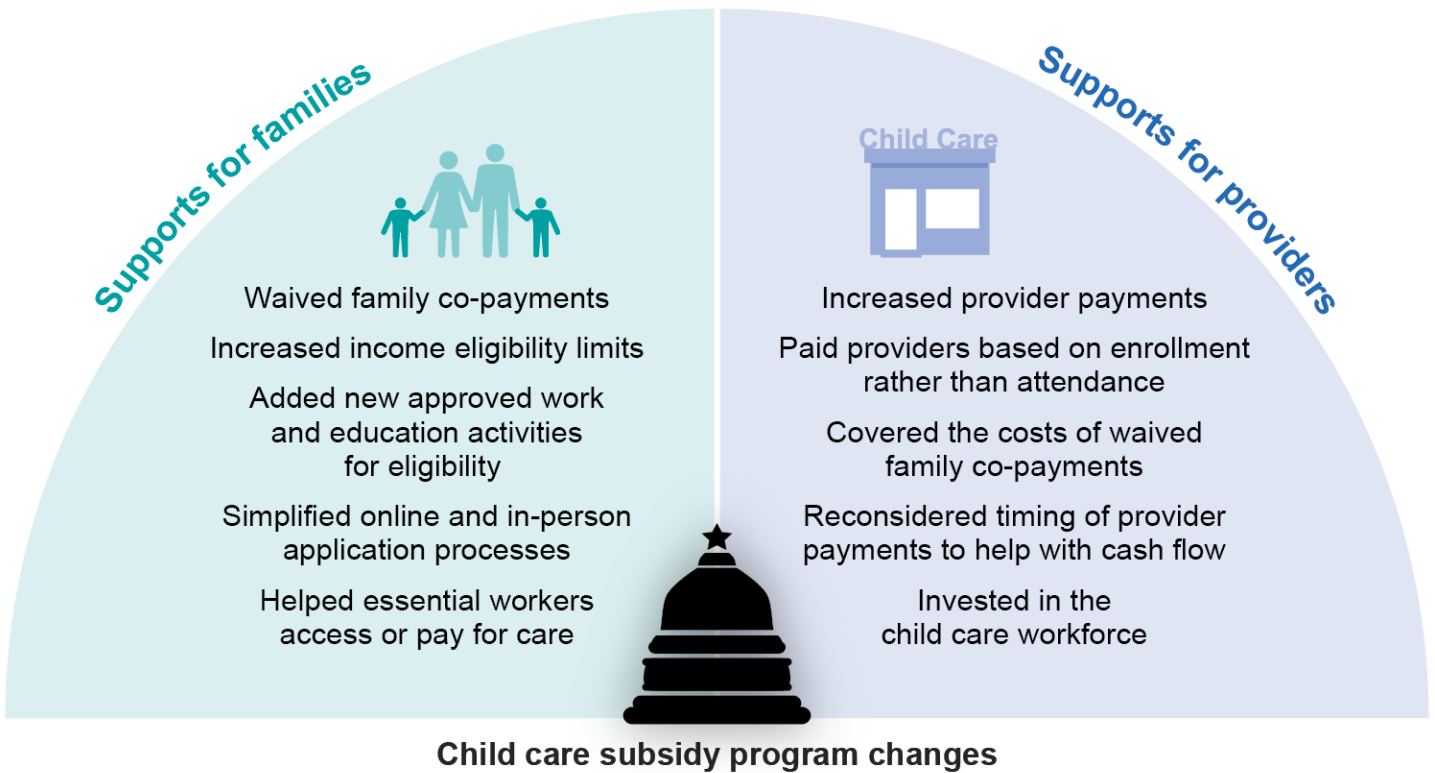 Supports for families
Waived family co-payments
Increased income eligibility limits
Added new approved work
and education activities
for eligibility
Simplified online and in-person
application processes
Helped essential workers
access or pay for care
Supports for providers
Child Care
Increased provider payments
Paid providers based on enrollment
rather than attendance
Covered the costs of waived
family co-payments
Reconsidered timing of provider
payments to help with cash flow
Invested in the
child care workforce
Child care subsidy program changes